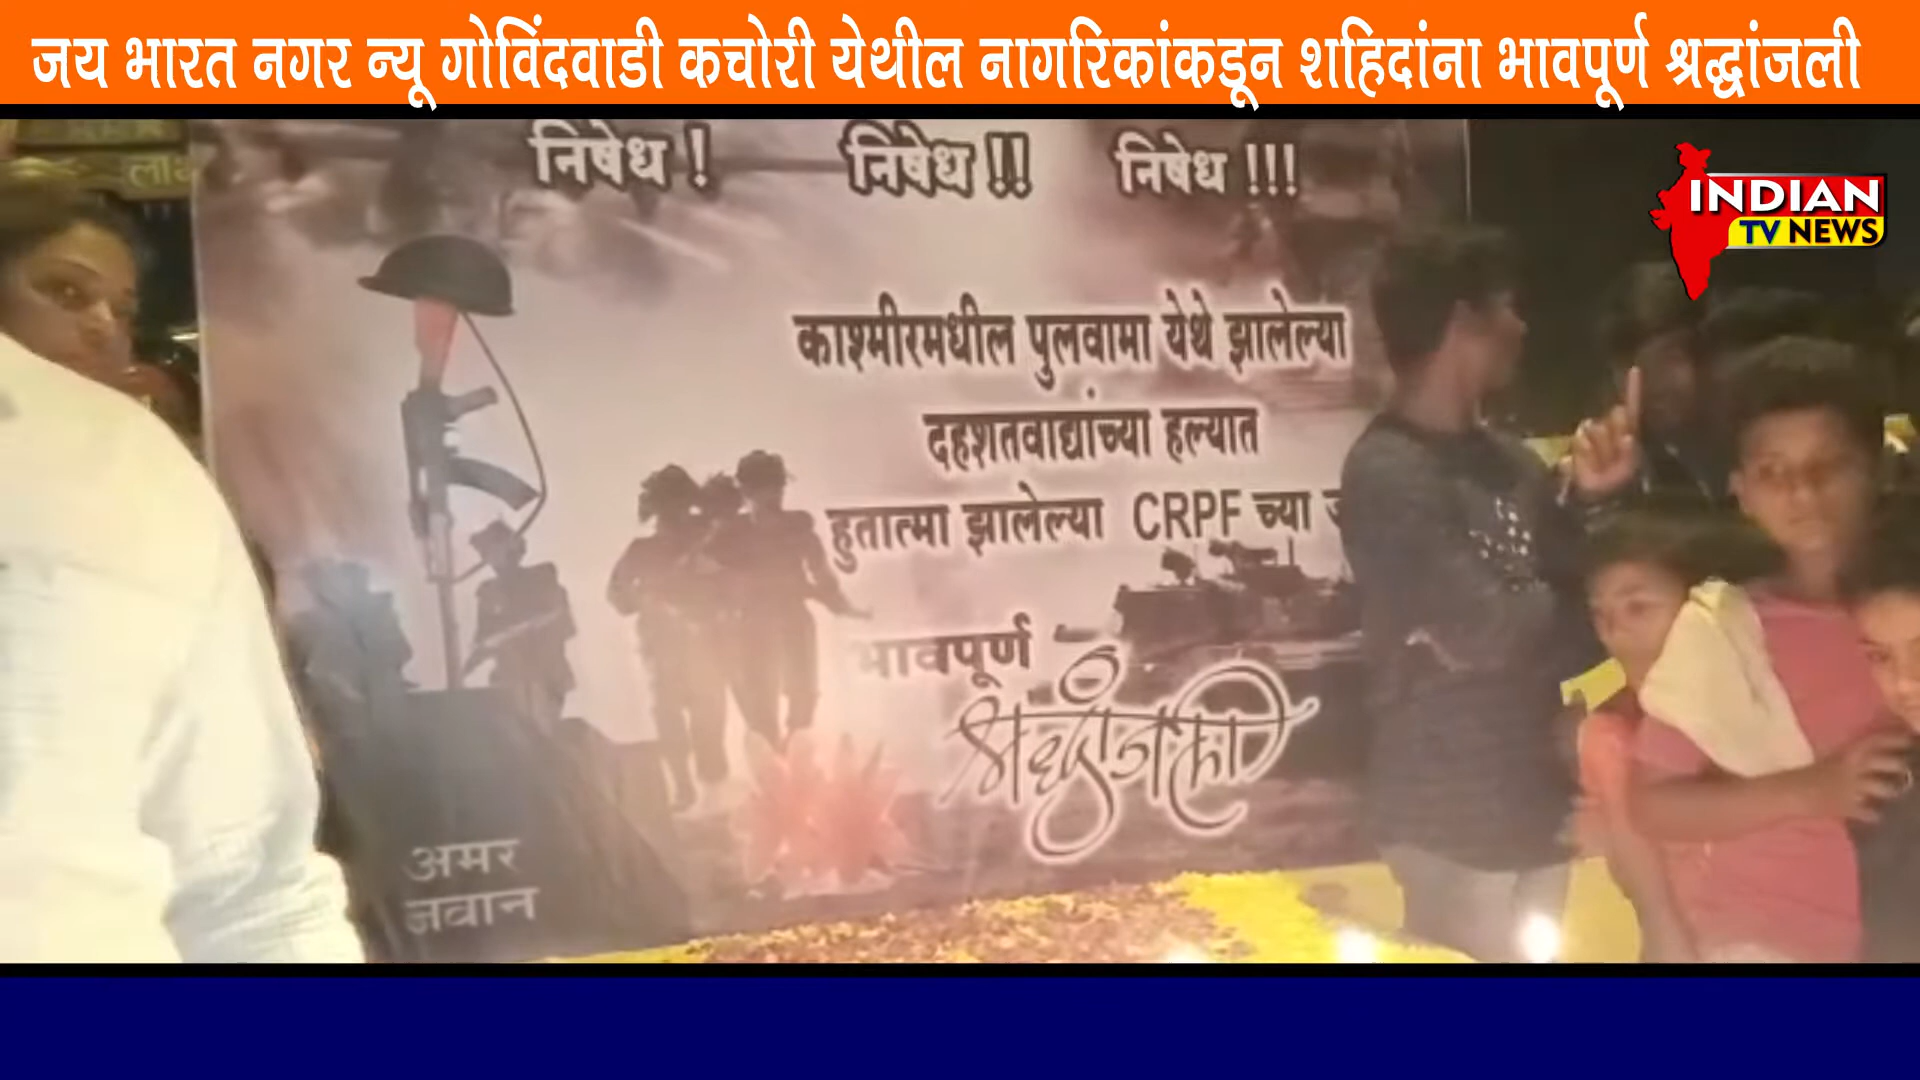 जय भारत नगर न्यू गोविंदवाडी कचोरी येथील नागरिकांकडून शहिदांना भावपूर्ण श्रद्धांजली
निषेध ! निषेध !! निषेध !!!
INDIAN
TV NEWS
काश्मीरमधील पुलवामा येथे झालेल्या
दहशतवाद्यांच्या हल्यात
हुतात्मा झालेल्या CRPF च्या
भावपूर्ण
श्रद्धांजली
अमर
जवान